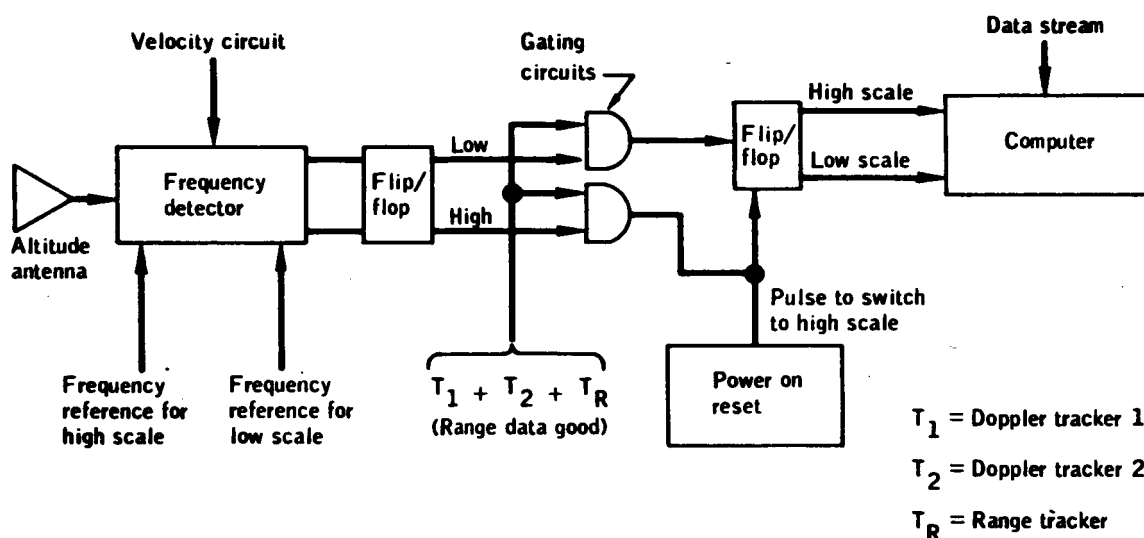 Velocity circuit
Gating
circuits
Data stream
High scale
Low
Flip/
flop
Computer
Frequency
detector
Flip/
flop
Low scale
High
Altitude
antenna
Pulse to switch
to high scale
Frequency
reference for
high scale
Frequency
reference for
low scale
T1 + T2 + TR
(Range data good)
Power on
reset
T1 = Doppler tracker 1
T2 = Doppler tracker 2
TR = Range tracker